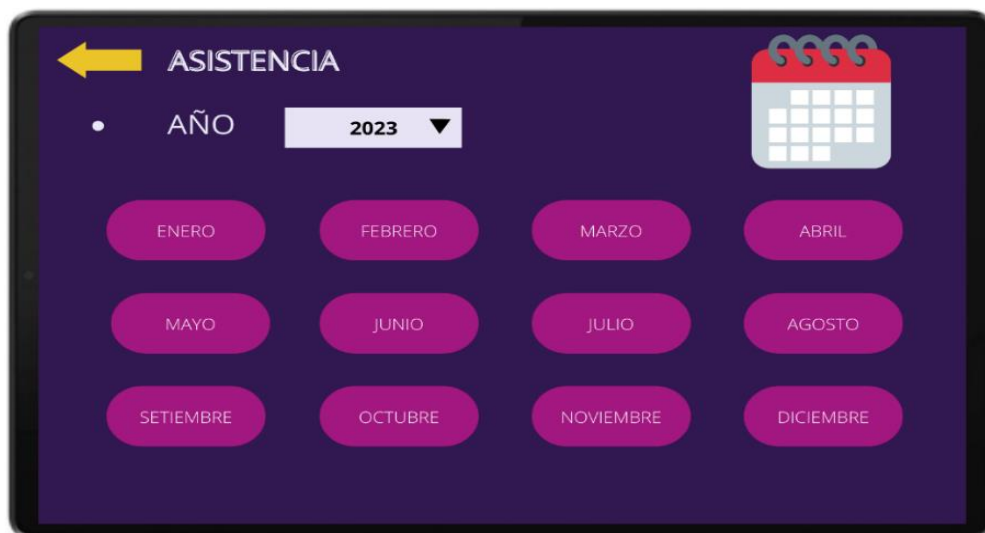 ASISTENCIA
AÑO 2023
ENERO FEBRERO MARZO ABRIL
MAYO JUNIO JULIO AGOSTO
SETIEMBRE OCTUBRE NOVIEMBRE DICIEMBRE